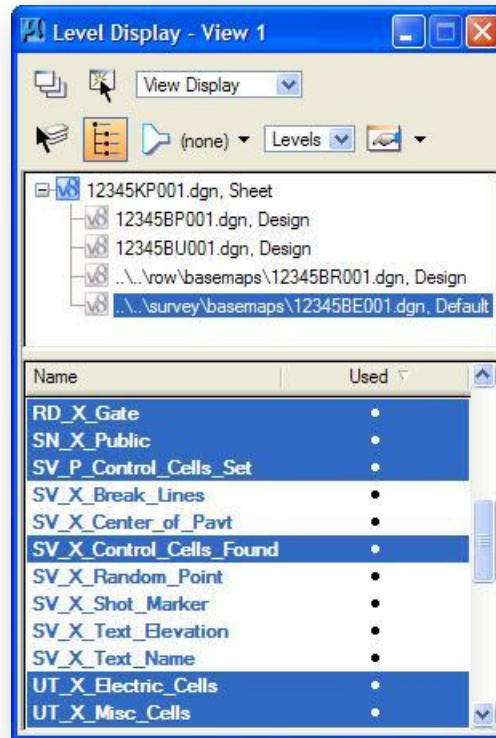 Level Display - View 1
View Display
(none) Levels
12345KP001.dgn, Sheet
12345BP001.dgn, Design
12345BU001.dgn, Design
..\..\row\basemaps\12345BR001.dgn, Design
..\..\survey\basemaps\12345BE001.dgn, Default
Name Used
RD_X_Gate
SN_X_Public
SV_P_Control_Cells_Set
SV_X_Break_Lines
SV_X_Center_of_Pavt
SV_X_Control_Cells_Found
SV_X_Random_Point
SV_X_Shot_Marker
SV_X_Text_Elevation
SV_X_Text_Name
UT_X_Electric_Cells
UT_X_Misc_Cells